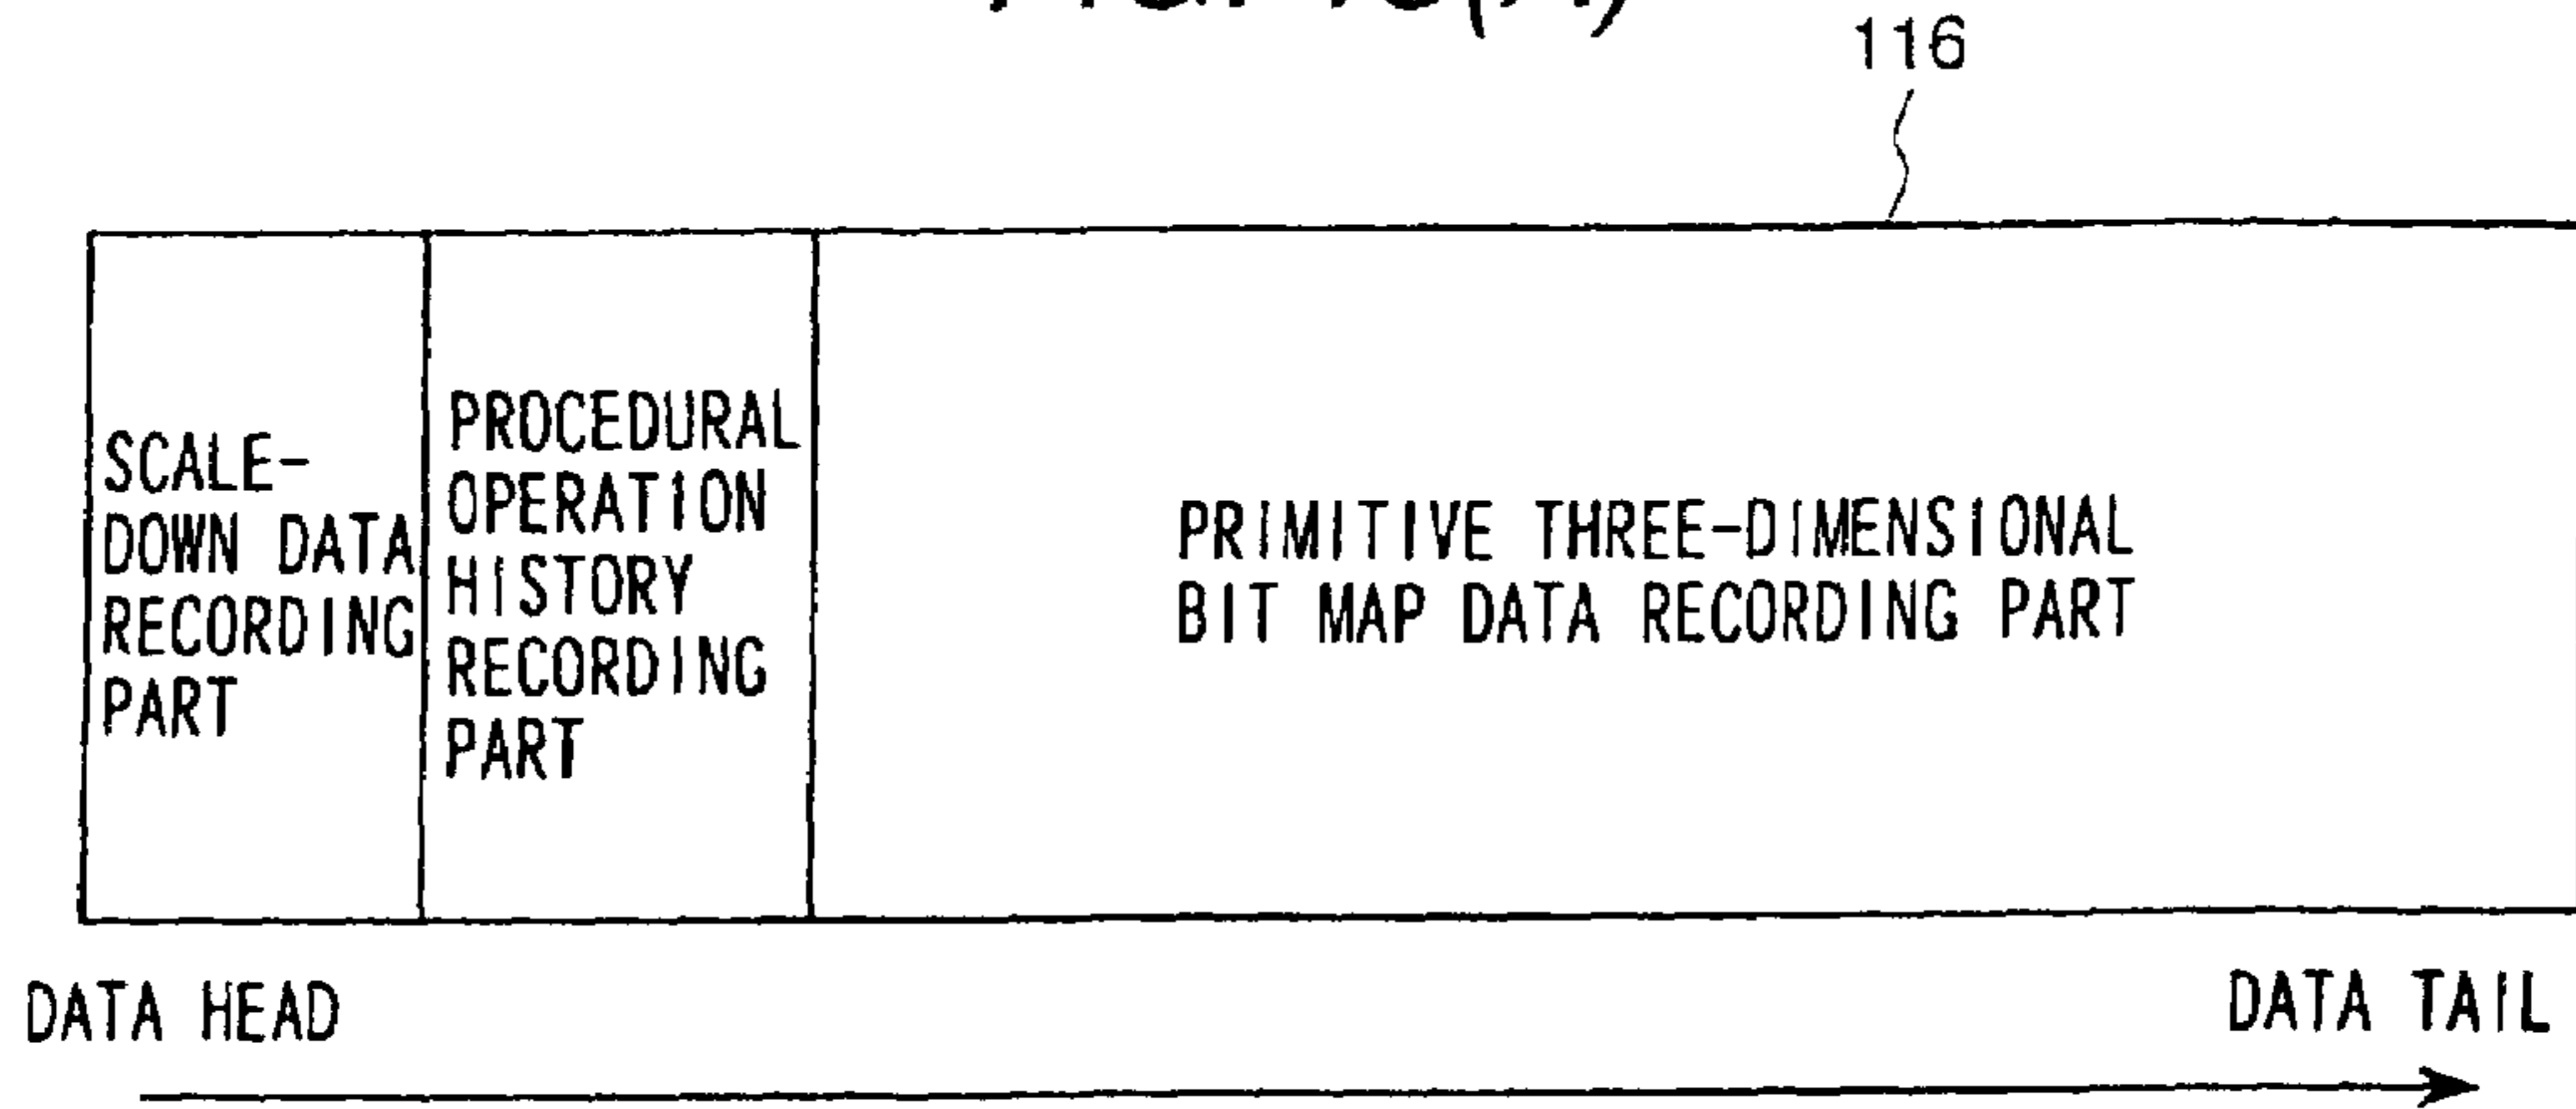 116
SCALE-
DOWN DATA
RECORDING
PART
PROCEDURAL
OPERATION
HISTORY
RECORDING
PART
PRIMITIVE THREE-DIMENSIONAL
BIT MAP DATA RECORDING PART
DATA HEAD
DATA TAIL